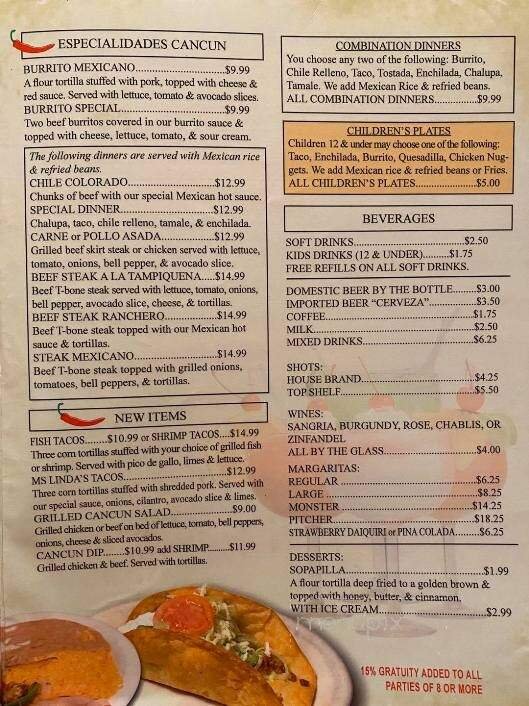 ESPECIALIDADES CANCUN
BURRITO MEXICANO..............................$9.99
A flour tortilla stuffed with pork, topped with cheese &
red sauce. Served with lettuce, tomato & avocado slices.
BURRITO SPECIAL..................................$9.99
Two beef burritos covered in our burrito sauce &
topped with cheese, lettuce, tomato, & sour cream.
The following dinners are served with Mexican rice
& refried beans.
CHILE COLORADO..........................$12.99
Chunks of beef with our special Mexican hot sauce.
SPECIAL DINNER............................$12.99
Chalupa, taco, chile relleno, tamale, & enchilada.
CARNE or POLLO ASADA........................$12.99
Grilled beef skirt steak or chicken served with lettuce,
tomato, onions, bell pepper, & avocado slice.
BEEF STEAK A LA TAMPIQUENA.....$14.99
Beef T-bone steak served with lettuce, tomato, onions,
bell pepper, avocado slice, cheese, & tortillas.
BEEF STEAK RANCHERO................$14.99
Beef T-bone steak topped with our Mexican hot
sauce & tortillas.
STEAK MEXICANO.........................$14.99
Beef T-bone steak topped with grilled onions,
tomatoes, bell peppers, & tortillas.
NEW ITEMS
FISH TACOS.......$10.99 or SHRIMP TACOS....$14.99
Three corn tortillas stuffed with your choice of grilled fish
or shrimp. Served with pico de gallo, limes & lettuce.
MS LINDA'S TACOS...............................$12.99
Three corn tortillas stuffed with shredded pork. Served with
our special sauce, onions, cilantro, avocado slice & limes.
GRILLED CANCUN SALAD..................$9.00
Grilled chicken or beef on bed of lettuce, tomato, bell peppers,
onions, cheese & sliced avocados.
CANCUN DIP......$10.99 add SHRIMP.......$11.99
Grilled chicken & beef. Served with tortillas.
COMBINATION DINNERS
You choose any two of the following: Burrito,
Chile Relleno, Taco, Tostada, Enchilada, Chalupa,
Tamale. We add Mexican Rice & refried beans.
ALL COMBINATION DINNERS............$9.99
CHILDREN'S PLATES
Children 12 & under may choose one of the following:
Taco, Enchilada, Burrito, Quesadilla, Chicken Nug-
gets. We add Mexican rice & refried beans or Fries.
ALL CHILDREN'S PLATES.................$5.00
BEVERAGES
SOFT DRINKS.................................$2.50
KIDS DRINKS (12 & UNDER)........$1.75
FREE REFILLS ON ALL SOFT DRINKS.
DOMESTIC BEER BY THE BOTTLE.......$3.00
IMPORTED BEER "CERVEZA"..............$3.50
COFFEE...........................................$1.75
MILK................................................$2.50
MIXED DRINKS.................................$6.25
SHOTS:
HOUSE BRAND..................................$4.25
TOP SHELF........................................$5.50
WINES:
SANGRIA, BURGUNDY, ROSE, CHABLIS, OR
ZINFANDEL
ALL BY THE GLASS............................$4.00
MARGARITAS:
REGULAR.........................................$6.25
LARGE.............................................$8.25
MONSTER........................................$14.25
PITCHER..........................................$18.25
STRAWBERRY DAIQUIRI or PINA COLADA.......$6.25
DESSERTS:
SOPAPILLA.......................................$1.99
A flour tortilla deep fried to a golden brown &
topped with honey, butter, & cinnamon.
WITH ICE CREAM..............................$2.99
15% GRATUITY ADDED TO ALL
PARTIES OF 8 OR MORE